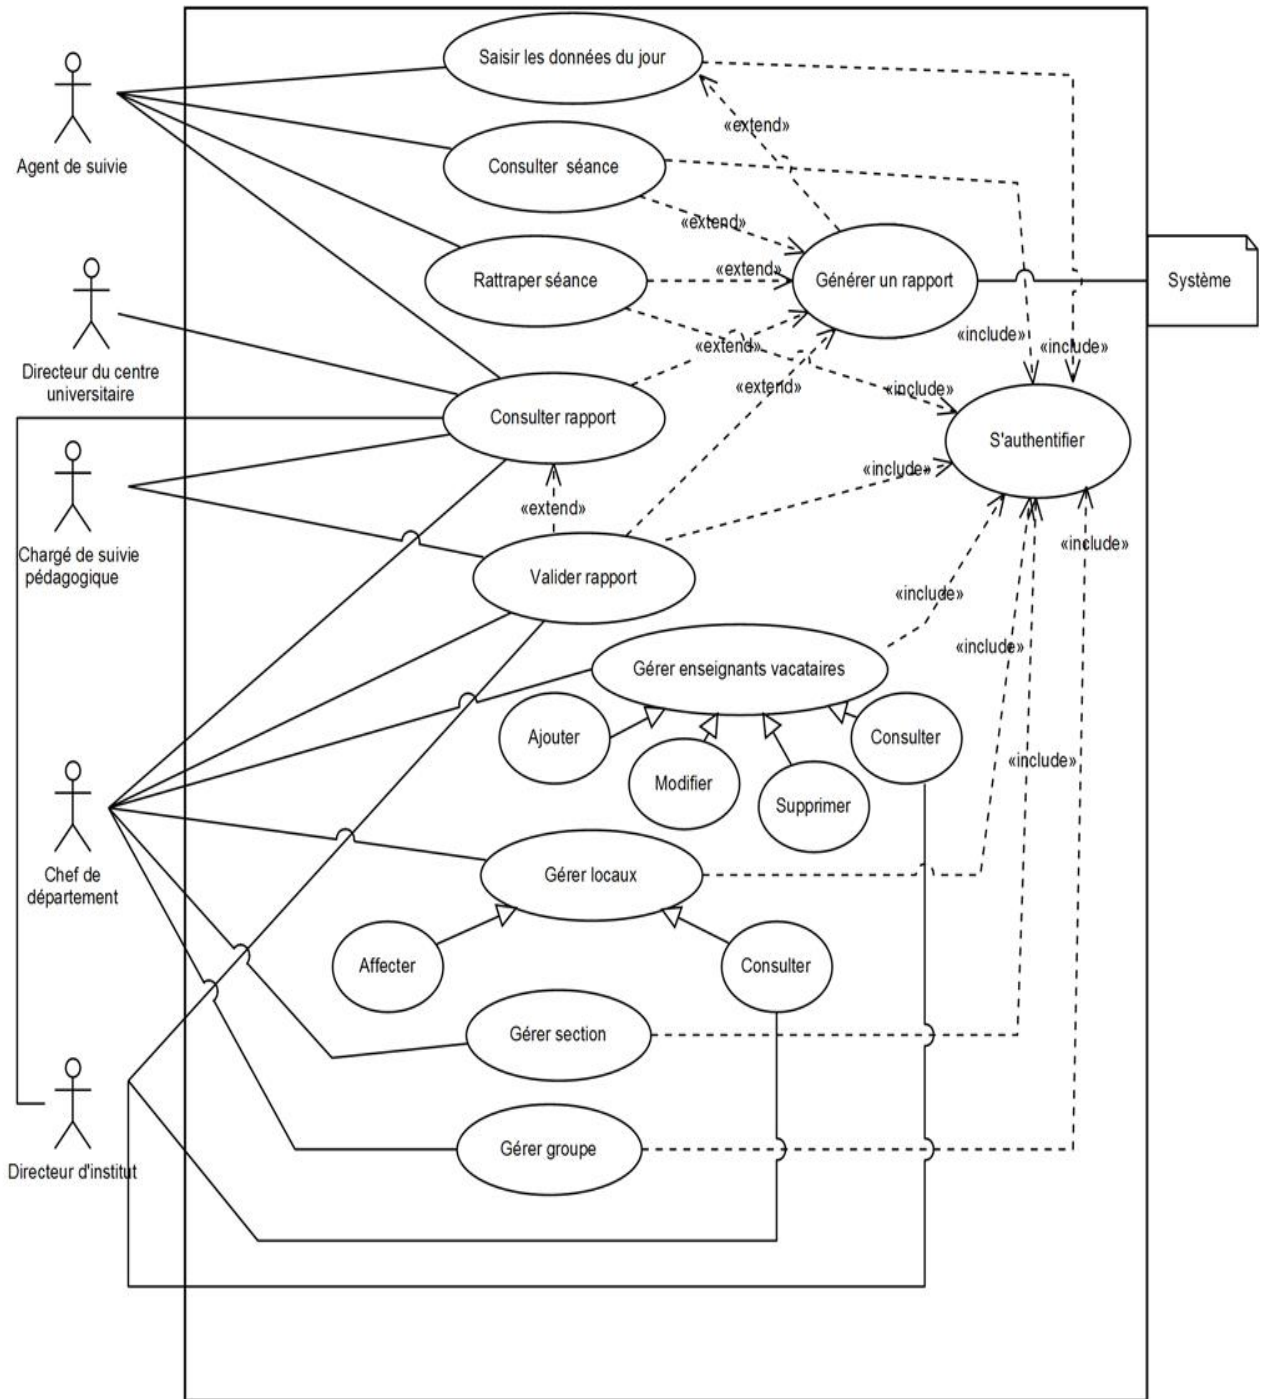 Saisir les données du jour
Agent de suivie
«extend»
Consulter séance
«extend»
Rattraper séance
«extend»
Générer un rapport
Système
Directeur du centre
universitaire
«extend»
«include»
«include»
«extend»
«include»
Consulter rapport
S'authentifier
«include»
«extend»
Chargé de suivie
pédagogique
«include»
Valider rapport
«include»
«include»
Gérer enseignants vacataires
Ajouter
Modifier
Supprimer
Consulter
«include»
Chef de
département
Gérer locaux
Affecter
Consulter
Gérer section
Gérer groupe
Directeur d'institut